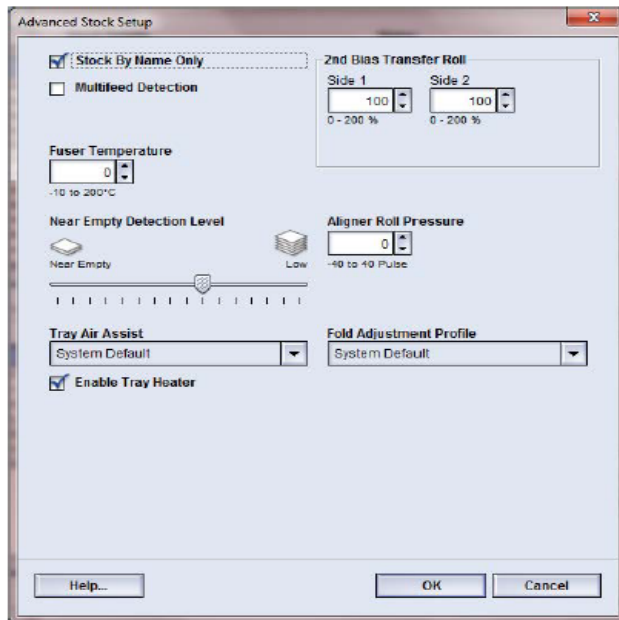 Advanced Stock Setup
Stock By Name Only
Multifeed Detection
2nd Bias Transfer Roll
Side 1
Side 2
100
100
0 - 200 %
0 - 200 %
Fuser Temperature
0
-10 to 200°C
Near Empty Detection Level
Near Empty
Low
Aligner Roll Pressure
0
-40 to 40 Pulse
Tray Air Assist
System Default
Fold Adjustment Profile
System Default
Enable Tray Heater
Help...
OK
Cancel